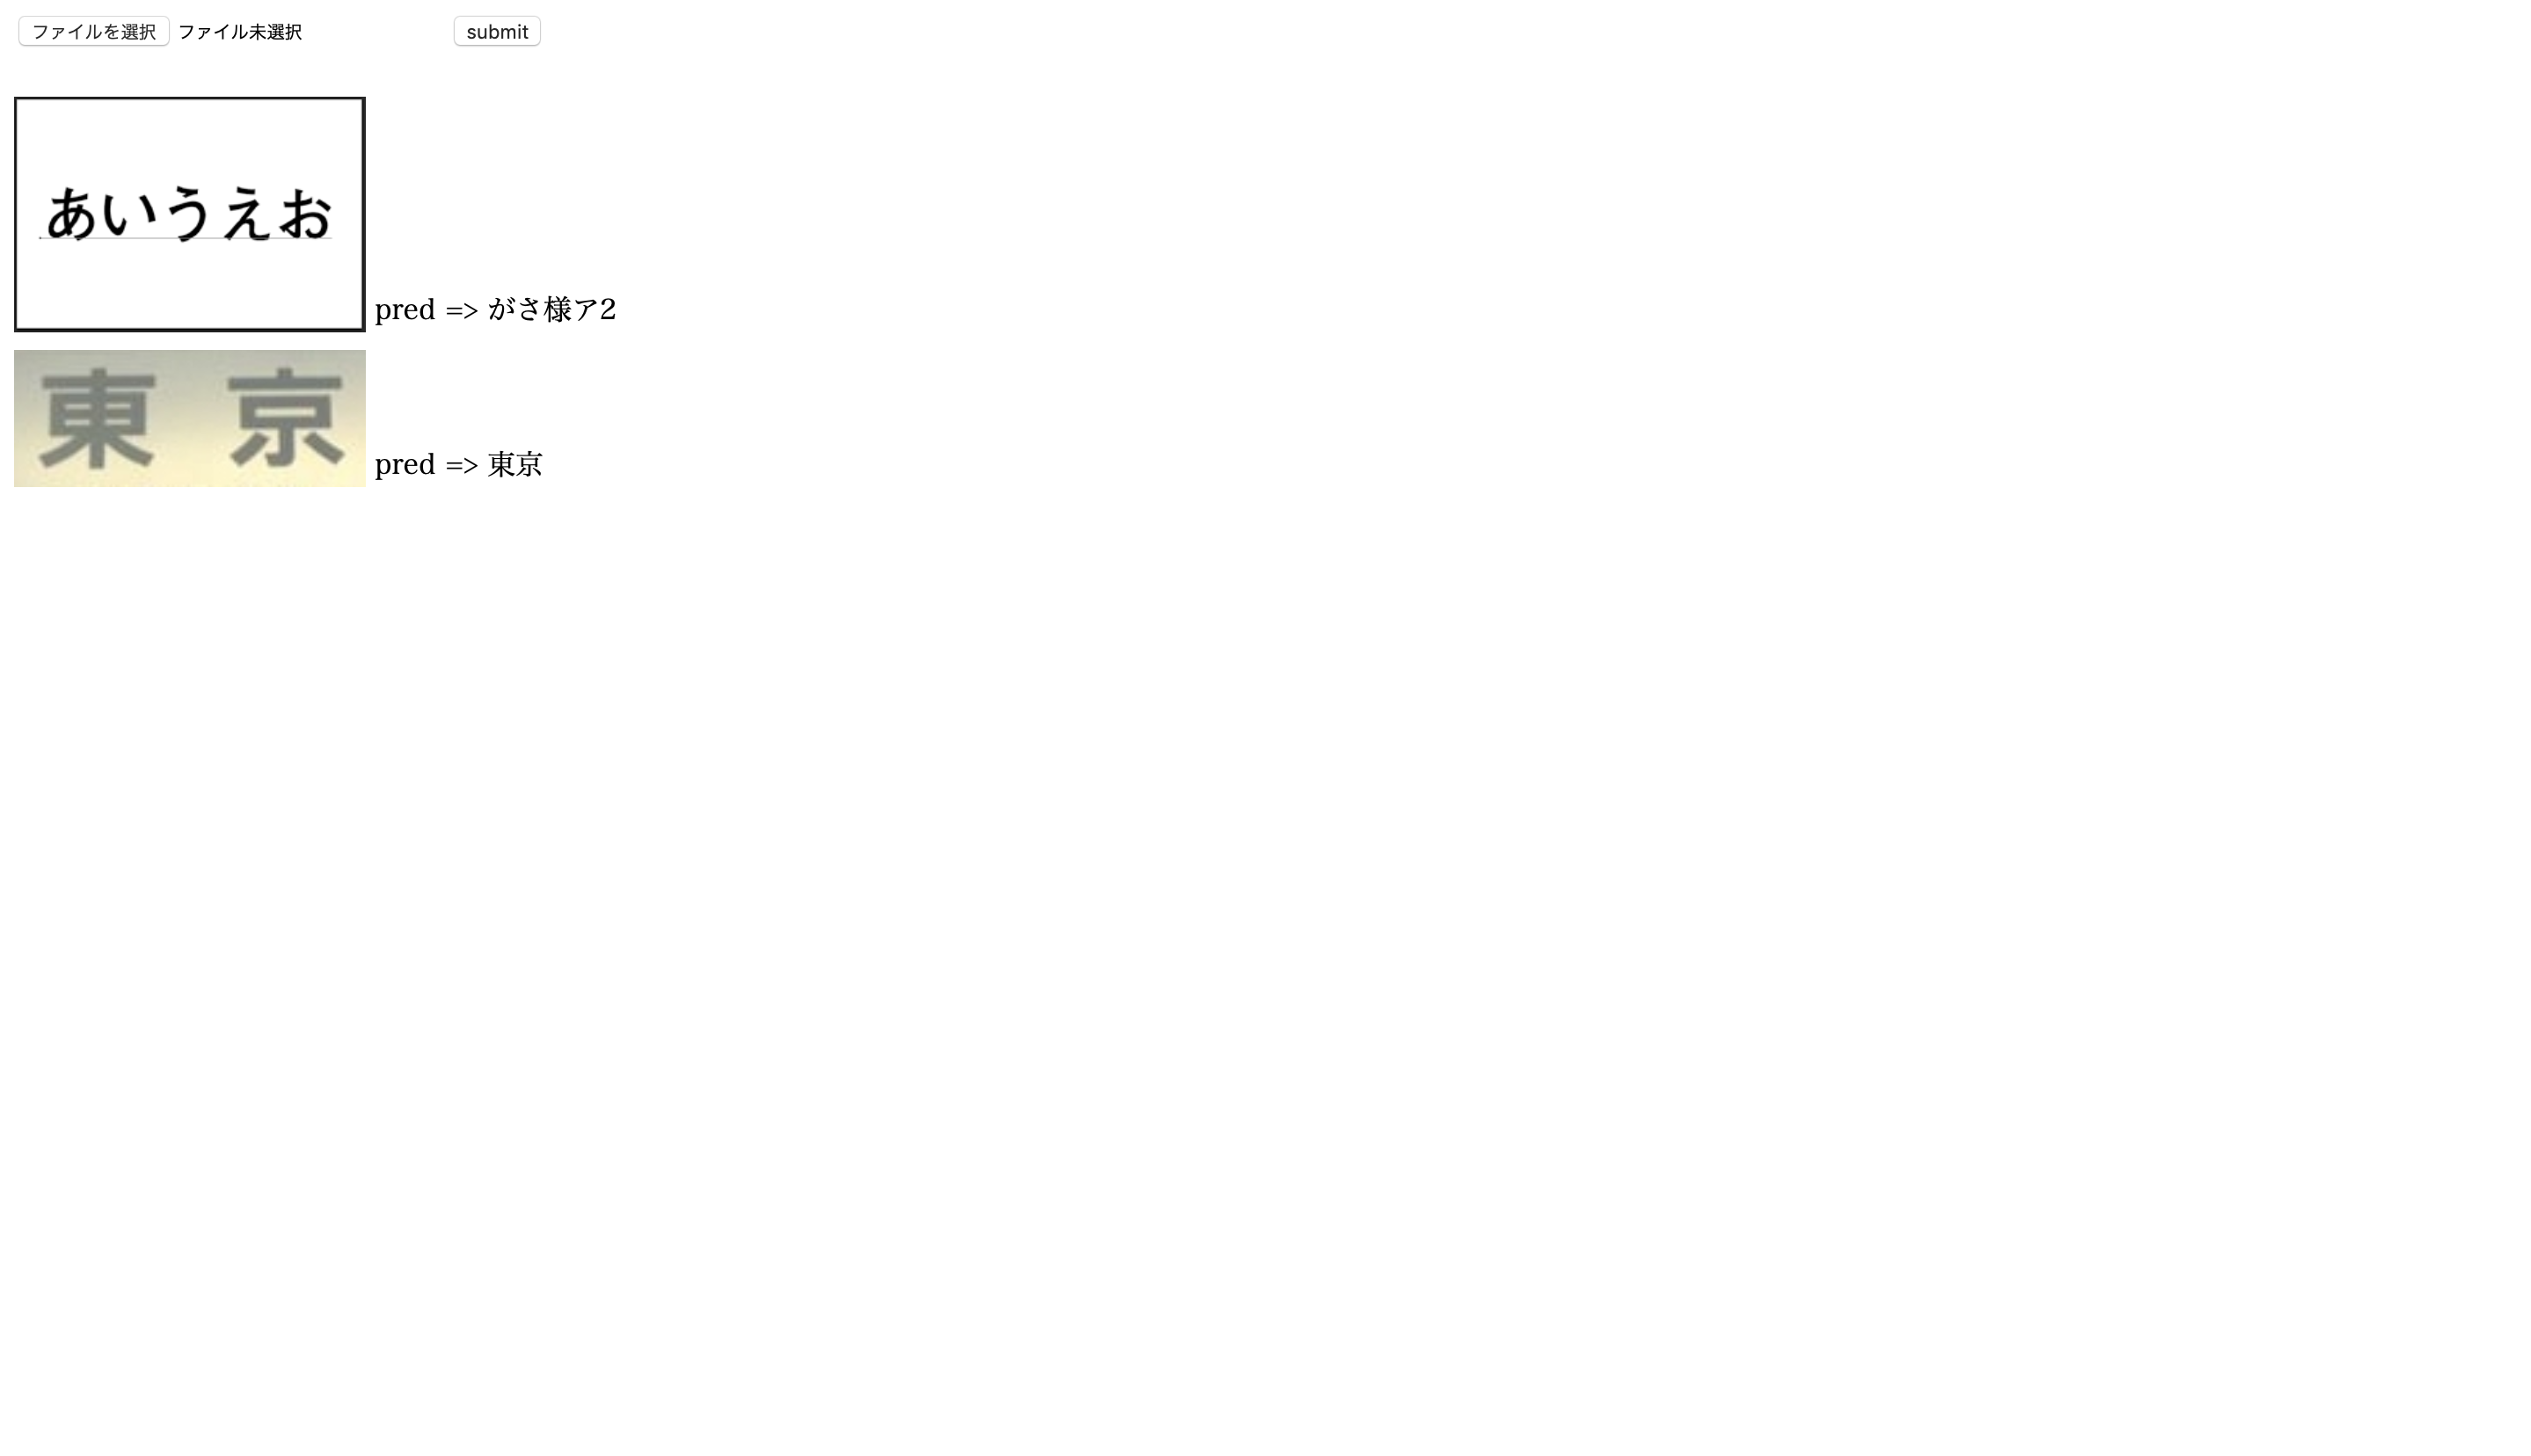 ファイルを選択 ファイル未選択 submit
あいうえお
pred => がさ様ア2
東 京
pred => 東京